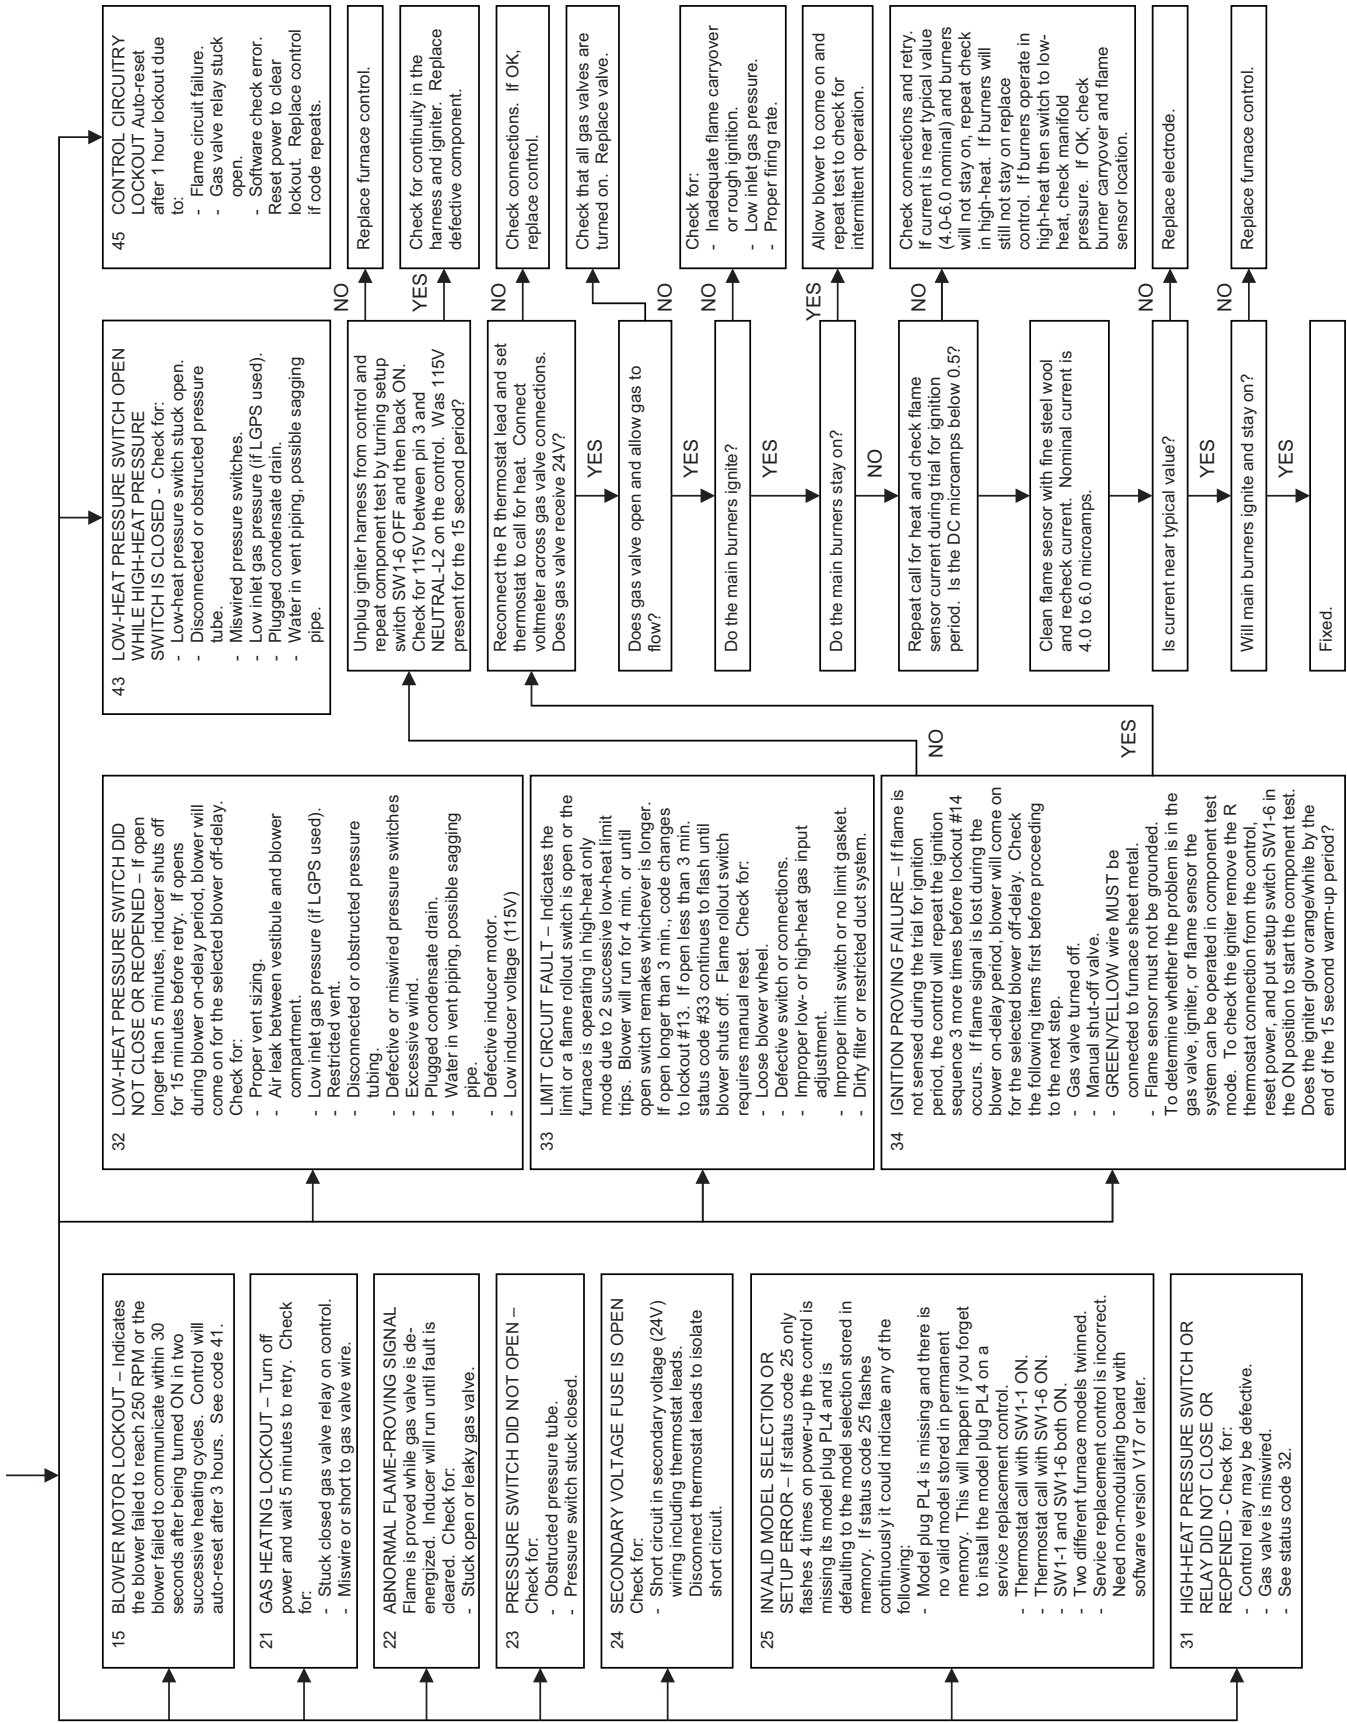 15 BLOWER MOTOR LOCKOUT – Indicates
the blower failed to reach 250 RPM or the
blower failed to communicate within 30
seconds after being turned ON in two
successive heating cycles. Control will
auto-reset after 3 hours. See code 41.
21 GAS HEATING LOCKOUT – Turn off
power and wait 5 minutes to retry. Check
for:
- Stuck closed gas valve relay on control.
- Miswire or short to gas valve wire.
22 ABNORMAL FLAME-PROVING SIGNAL
Flame is proved while gas valve is de-
energized. Inducer will run until fault is
cleared. Check for:
- Stuck open or leaky gas valve.
23 PRESSURE SWITCH DID NOT OPEN –
Check for:
- Obstructed pressure tube.
- Pressure switch stuck closed.
24 SECONDARY VOLTAGE FUSE IS OPEN
Check for:
- Short circuit in secondary voltage (24V)
wiring including thermostat leads.
Disconnect thermostat leads to isolate
short circuit.
25 INVALID MODEL SELECTION OR
SETUP ERROR – If status code 25 only
flashes 4 times on power-up the control is
missing its model plug PL4 and is
defaulting to the model selection stored in
memory. If status code 25 flashes
continuously it could indicate any of the
following:
- Model plug PL4 is missing and there is
no valid model stored in permanent
memory. This will happen if you forget
to install the model plug PL4 on a
service replacement control.
- Thermostat call with SW1-1 ON.
- Thermostat call with SW1-6 ON.
- SW1-1 and SW1-6 both ON.
- Two different furnace models twinned.
- Service replacement control is incorrect.
Need non-modulating board with
software version V17 or later.
31 HIGH-HEAT PRESSURE SWITCH OR
RELAY DID NOT CLOSE OR
REOPENED - Check for:
- Control relay may be defective.
- Gas valve is miswired.
- See status code 32.
32 LOW-HEAT PRESSURE SWITCH DID
NOT CLOSE OR REOPENED – If open
longer than 5 minutes, inducer shuts off
for 15 minutes before retry. If opens
during blower on-delay period, blower will
come on for the selected blower off-delay.
Check for:
- Proper vent sizing.
- Air leak between vestibule and blower
compartment.
- Low inlet gas pressure (if LGPS used).
- Restricted vent.
- Disconnected or obstructed pressure
tubing.
- Defective or miswired pressure switches
- Excessive wind.
- Plugged condensate drain.
- Water in vent piping, possible sagging
pipe.
- Defective inducer motor.
- Low inducer voltage (115V)
33 LIMIT CIRCUIT FAULT – Indicates the
limit or a flame rollout switch is open or the
furnace is operating in high-heat only
mode due to 2 successive low-heat limit
trips. Blower will run for 4 min. or until
open switch remakes whichever is longer.
If open longer than 3 min., code changes
to lockout #13. If open less than 3 min.
status code #33 continues to flash until
blower shuts off. Flame rollout switch
requires manual reset. Check for:
- Loose blower wheel.
- Defective switch or connections.
- Improper low- or high-heat gas input
adjustment.
- Improper limit switch or no limit gasket.
- Dirty filter or restricted duct system.
34 IGNITION PROVING FAILURE – If flame is
not sensed during the trial for ignition
period, the control will repeat the ignition
sequence 3 more times before lockout #14
occurs. If flame signal is lost during the
blower on-delay period, blower will come on
for the selected blower off-delay. Check
the following items first before proceeding
to the next step.
- Gas valve turned off.
- Manual shut-off valve.
- GREEN/YELLOW wire MUST be
connected to furnace sheet metal.
- Flame sensor must not be grounded.
To determine whether the problem is in the
gas valve, igniter, or flame sensor the
system can be operated in component test
mode. To check the igniter remove the R
thermostat connection from the control,
reset power, and put setup switch SW1-6 in
the ON position to start the component test.
Does the igniter glow orange/white by the
end of the 15 second warm-up period?
NO
YES
43 LOW-HEAT PRESSURE SWITCH OPEN
WHILE HIGH-HEAT PRESSURE
SWITCH IS CLOSED - Check for:
- Low-heat pressure switch stuck open.
- Disconnected or obstructed pressure
tube.
- Miswired pressure switches.
- Low inlet gas pressure (if LGPS used).
- Plugged condensate drain.
- Water in vent piping, possible sagging
pipe.
45 CONTROL CIRCUITRY
LOCKOUT Auto-reset
after 1 hour lockout due
to:
- Flame circuit failure.
- Gas valve relay stuck
open.
- Software check error.
Reset power to clear
lockout. Replace control
if code repeats.
Unplug igniter harness from control and
repeat component test by turning setup
switch SW1-6 OFF and then back ON.
Check for 115V between pin 3 and
NEUTRAL-L2 on the control. Was 115V
present for the 15 second period?
NO
Replace furnace control.
YES
Check for continuity in the
harness and igniter. Replace
defective component.
Reconnect the R thermostat lead and set
thermostat to call for heat. Connect
voltmeter across gas valve connections.
Does gas valve receive 24V?
NO
Check connections. If OK,
replace control.
YES
Does gas valve open and allow gas to
flow?
NO
Check that all gas valves are
turned on. Replace valve.
YES
Do the main burners ignite?
NO
Check for:
- Inadequate flame carryover
or rough ignition.
- Low inlet gas pressure.
- Proper firing rate.
YES
Do the main burners stay on?
YES
Allow blower to come on and
repeat test to check for
intermittent operation.
NO
Repeat call for heat and check flame
sensor current during trial for ignition
period. Is the DC microamps below 0.5?
NO
Check connections and retry.
If current is near typical value
(4.0-6.0 nominal) and burners
will not stay on, repeat check
in high-heat. If burners will
still not stay on replace
control. If burners operate in
high-heat then switch to low-
heat, check manifold
pressure. If OK, check
burner carryover and flame
sensor location.
Clean flame sensor with fine steel wool
and recheck current. Nominal current is
4.0 to 6.0 microamps.
Is current near typical value?
NO
Replace electrode.
YES
Will main burners ignite and stay on?
NO
Replace furnace control.
YES
Fixed.